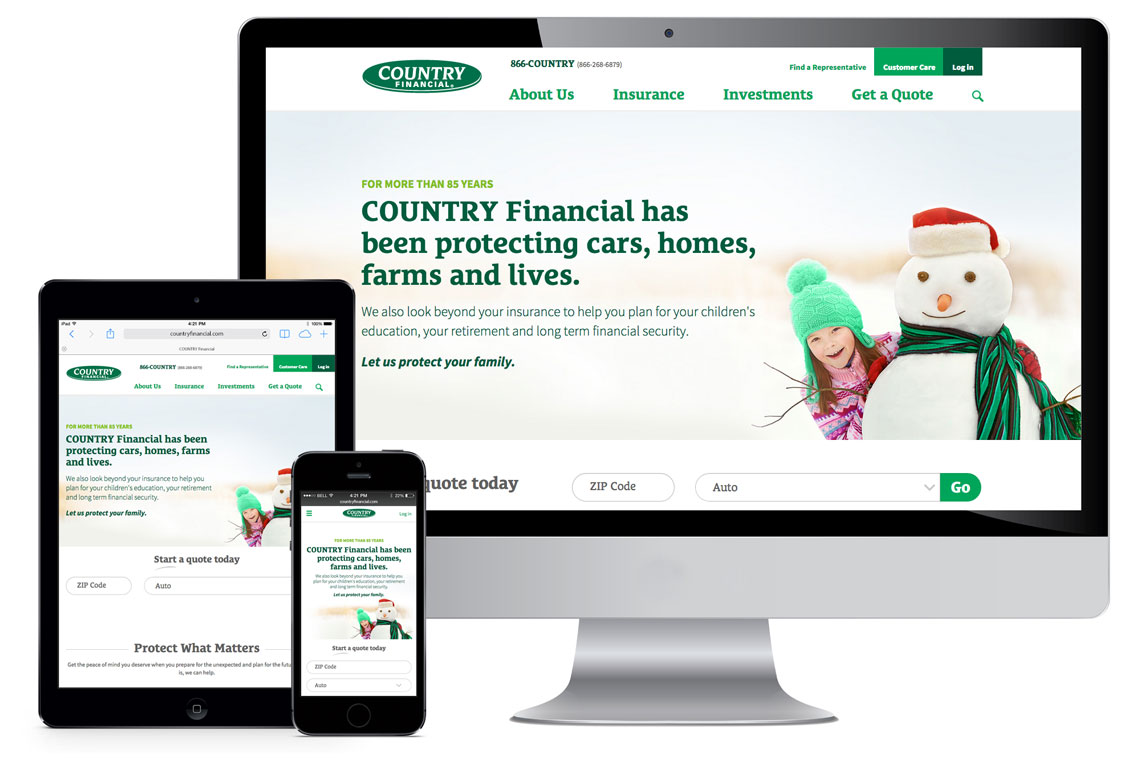 COUNTRY
FINANCIAL®
866-COUNTRY (866-268-6879)
Find a Representative
Customer Care
Log in
About Us
Insurance
Investments
Get a Quote
FOR MORE THAN 85 YEARS
COUNTRY Financial has
been protecting cars, homes,
farms and lives.
We also look beyond your insurance to help you plan for your children's
education, your retirement and long term financial security.
Let us protect your family.
quote today
ZIP Code
Auto
Go
iPad
4:21 PM
100%
countryfinancial.com
COUNTRY Financial
COUNTRY
FINANCIAL®
866-COUNTRY (866-268-6879)
Find a Representative
Customer Care
Log in
About Us
Insurance
Investments
Get a Quote
FOR MORE THAN 85 YEARS
COUNTRY Financial has been
protecting cars, homes, farms
and lives.
We also look beyond your insurance to help you
plan for your children's education, your retirement
and long term financial security.
Let us protect your family.
Start a quote today
ZIP Code
Auto
Protect What Matters
Get the peace of mind you deserve when you prepare for the unexpected and plan for the futu
is, we can help.
BELL
4:21 PM
22%
countryfinancial.com
COUNTRY
FINANCIAL
Log in
FOR MORE THAN 85 YEARS
COUNTRY Financial has been
protecting cars, homes,
farms and lives.
We also look beyond your insurance to help you
plan for your children's education, your retirement
and long term financial security.
Let us protect your family.
Start a quote today
ZIP Code
Auto